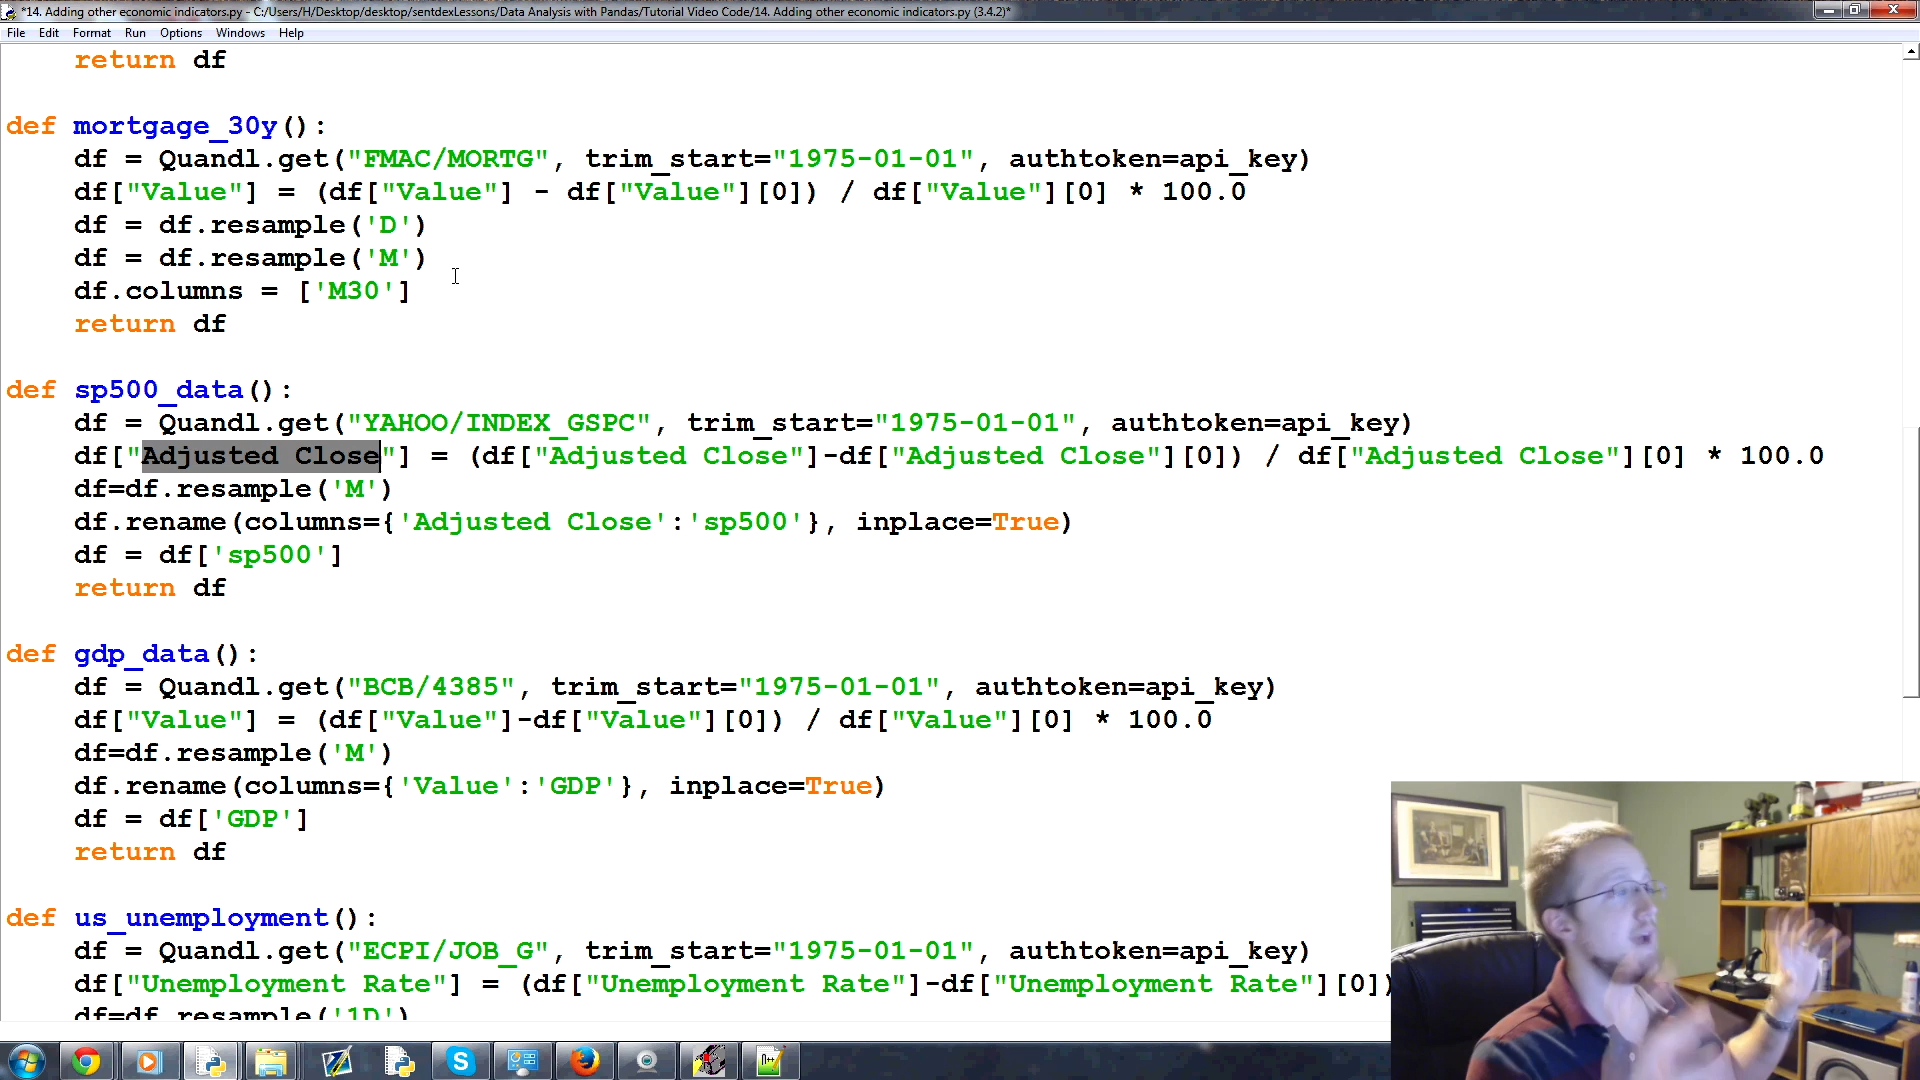 *14. Adding other economic indicators.py - C:/Users/H/Desktop/desktop/sentdexLessons/Data Analysis with Pandas/Tutorial Video Code/14. Adding other economic indicators.py (3.4.2)*
File Edit Format Run Options Windows Help
return df
def mortgage_30y():
df = Quandl.get("FMAC/MORTG", trim_start="1975-01-01", authtoken=api_key)
df["Value"] = (df["Value"] - df["Value"][0]) / df["Value"][0] * 100.0
df = df.resample('D')
df = df.resample('M')
df.columns = ['M30']
return df
def sp500_data():
df = Quandl.get("YAHOO/INDEX_GSPC", trim_start="1975-01-01", authtoken=api_key)
df["Adjusted Close"] = (df["Adjusted Close"]-df["Adjusted Close"][0]) / df["Adjusted Close"][0] * 100.0
df=df.resample('M')
df.rename(columns={'Adjusted Close':'sp500'}, inplace=True)
df = df['sp500']
return df
def gdp_data():
df = Quandl.get("BCB/4385", trim_start="1975-01-01", authtoken=api_key)
df["Value"] = (df["Value"]-df["Value"][0]) / df["Value"][0] * 100.0
df=df.resample('M')
df.rename(columns={'Value':'GDP'}, inplace=True)
df = df['GDP']
return df
def us_unemployment():
df = Quandl.get("ECPI/JOB_G", trim_start="1975-01-01", authtoken=api_key)
df["Unemployment Rate"] = (df["Unemployment Rate"]-df["Unemployment Rate"][0])
df=df.resample('1D')